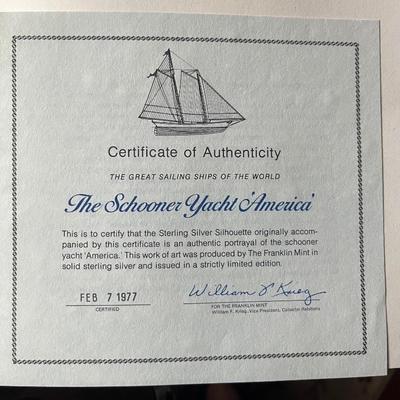 Certificate of Authenticity
THE GREAT SAILING SHIPS OF THE WORLD
The Schooner Yacht 'America'
This is to certify that the Sterling Silver Silhouette originally accom-
panied by this certificate is an authentic portrayal of the schooner
yacht 'America.' This work of art was produced by The Franklin Mint in
solid sterling silver and issued in a strictly limited edition.
FEB 7 1977
CERTIFIED
William F. Krieg
FOR THE FRANKLIN MINT
William F. Krieg, Vice President, Collector Relations